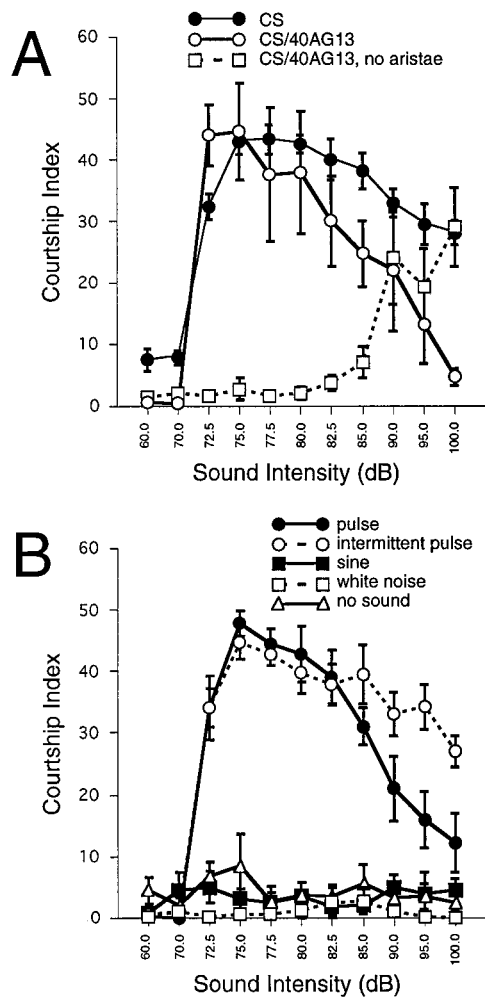 A
CS
CS/40AG13
CS/40AG13, no aristae
60
50
40
30
20
10
0
Courtship Index
60.0 70.0 72.5 75.0 77.5 80.0 82.5 85.0 90.0 95.0 100.0
Sound Intensity (dB)
B
pulse
intermittent pulse
sine
white noise
no sound
60
50
40
30
20
10
0
Courtship Index
60.0 70.0 72.5 75.0 77.5 80.0 82.5 85.0 90.0 95.0 100.0
Sound Intensity (dB)